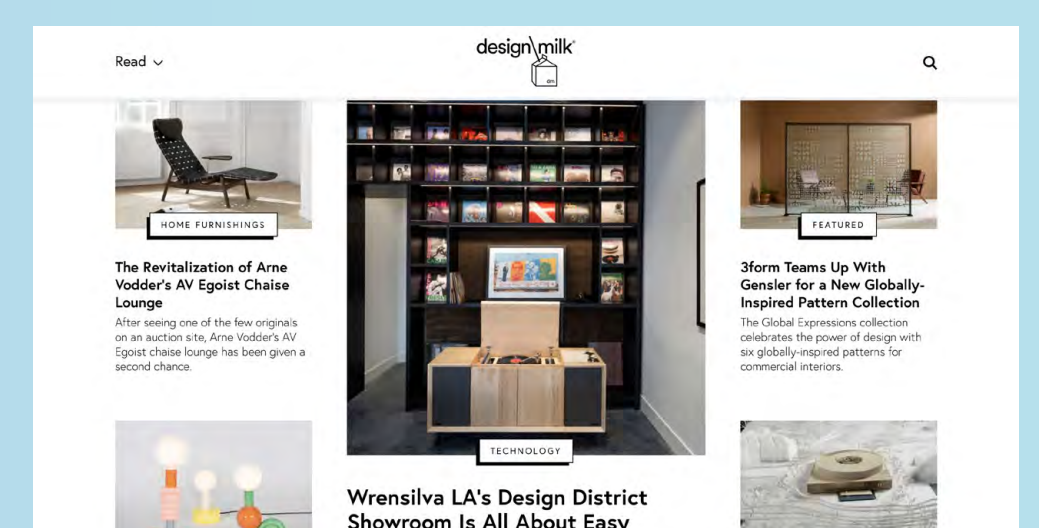 Read
design\milk®
dm
HOME FURNISHINGS
The Revitalization of Arne
Vodder's AV Egoist Chaise
Lounge
After seeing one of the few originals
on an auction site, Arne Vodder's AV
Egoist chaise lounge has been given a
second chance.
TECHNOLOGY
Wrensilva LA's Design District
Showroom Is All About Easy
FEATURED
3form Teams Up With
Gensler for a New Globally-
Inspired Pattern Collection
The Global Expressions collection
celebrates the power of design with
six globally-inspired patterns for
commercial interiors.